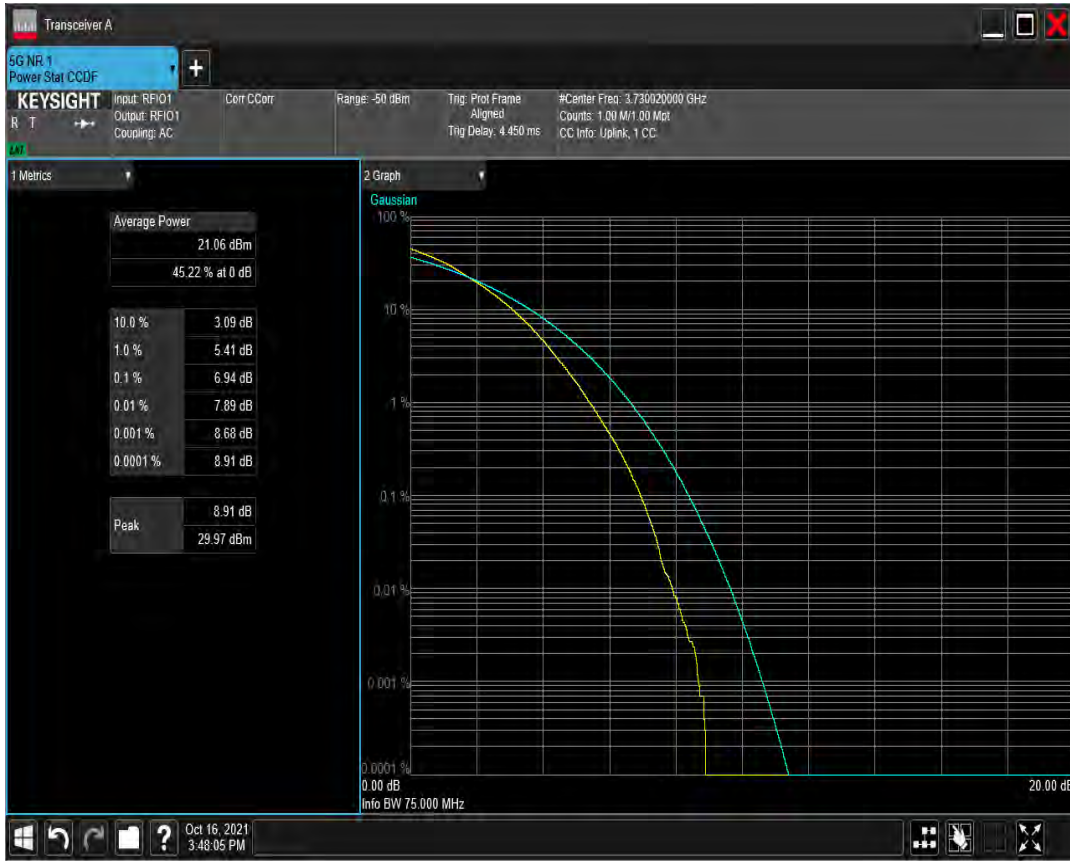 Transceiver A
5G NR 1
Power Stat CCDF
+
KEYSIGHT
R T
LXI
Input: RFIO1
Output: RFIO1
Coupling: AC
Corr CCorr
Range: -50 dBm
Trig: Prot Frame
Aligned
Trig Delay: 4.450 ms
#Center Freq: 3.730020000 GHz
Counts: 1.00 M/1.00 Mpt
CC Info: Uplink, 1 CC
1 Metrics
Average Power
21.06 dBm
45.22 % at 0 dB
10.0 % 3.09 dB
1.0 % 5.41 dB
0.1 % 6.94 dB
0.01 % 7.89 dB
0.001 % 8.68 dB
0.0001 % 8.91 dB
Peak
8.91 dB
29.97 dBm
2 Graph
Gaussian
100 %
10 %
1 %
0.1 %
0.01 %
0.001 %
0.0001 %
0.00 dB
20.00 dB
Info BW 75.000 MHz
?
Oct 16, 2021
3:48:05 PM